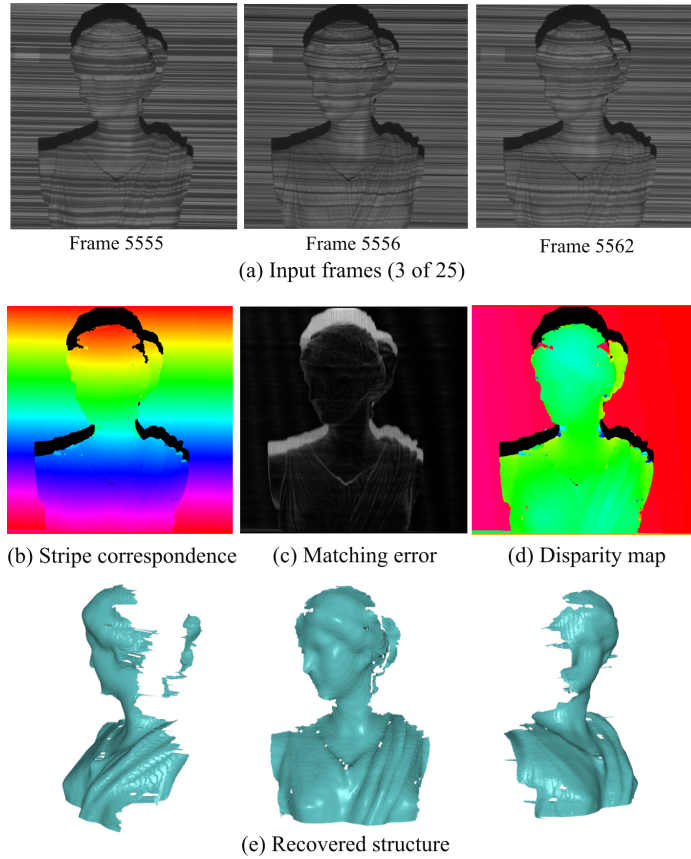 Frame 5555
Frame 5556
Frame 5562
(a) Input frames (3 of 25)
(b) Stripe correspondence
(c) Matching error
(d) Disparity map
(e) Recovered structure